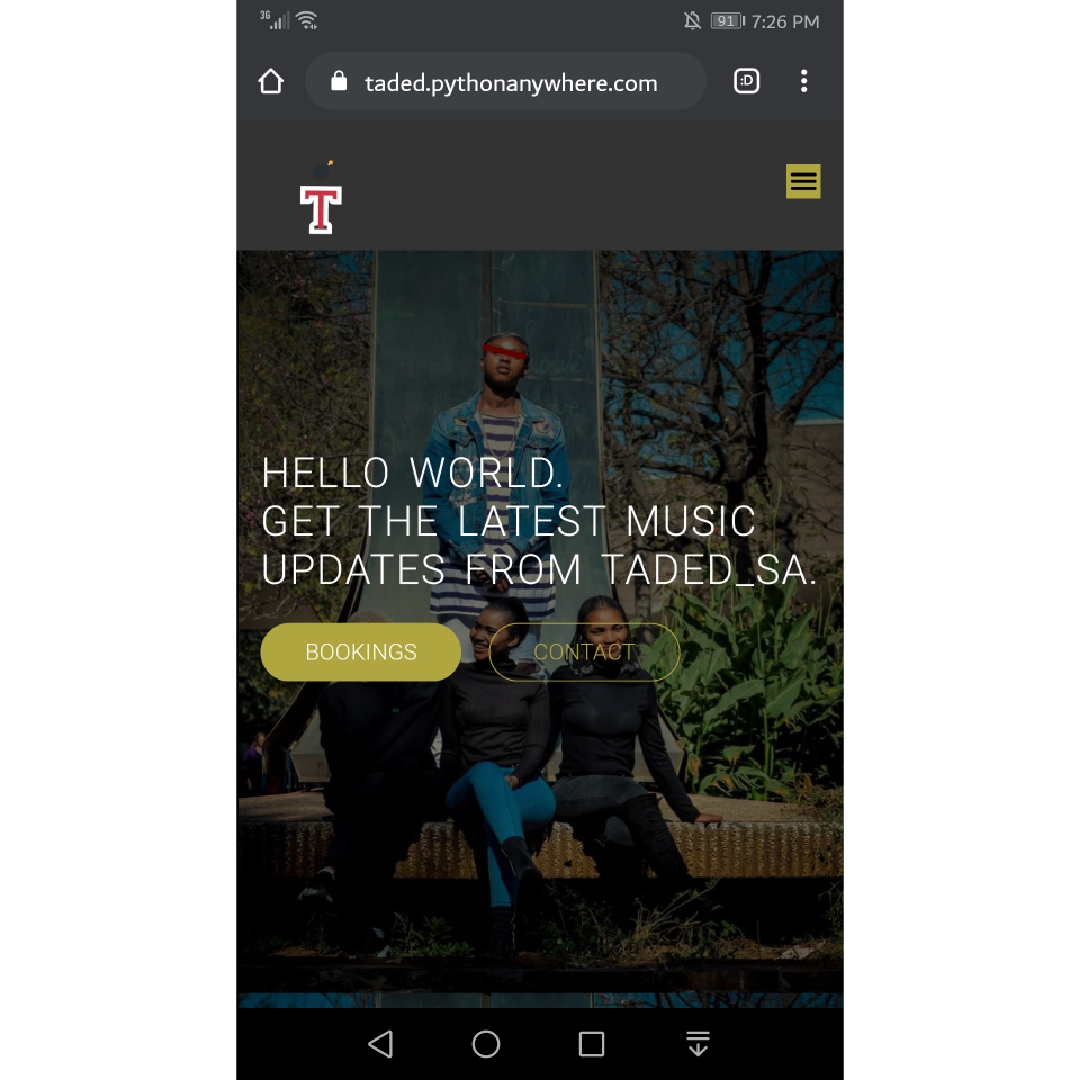 3G 91 7:26 PM
taded.pythonanywhere.com :D
T
HELLO WORLD.
GET THE LATEST MUSIC
UPDATES FROM TADED_SA.
BOOKINGS CONTACT